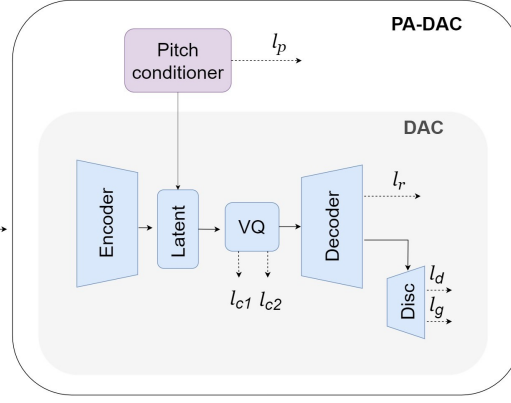 PA-DAC
Pitch
conditioner
l_p
DAC
Encoder
Latent
VQ
Decoder
l_r
l_c1 l_c2
Disc
l_d
l_g